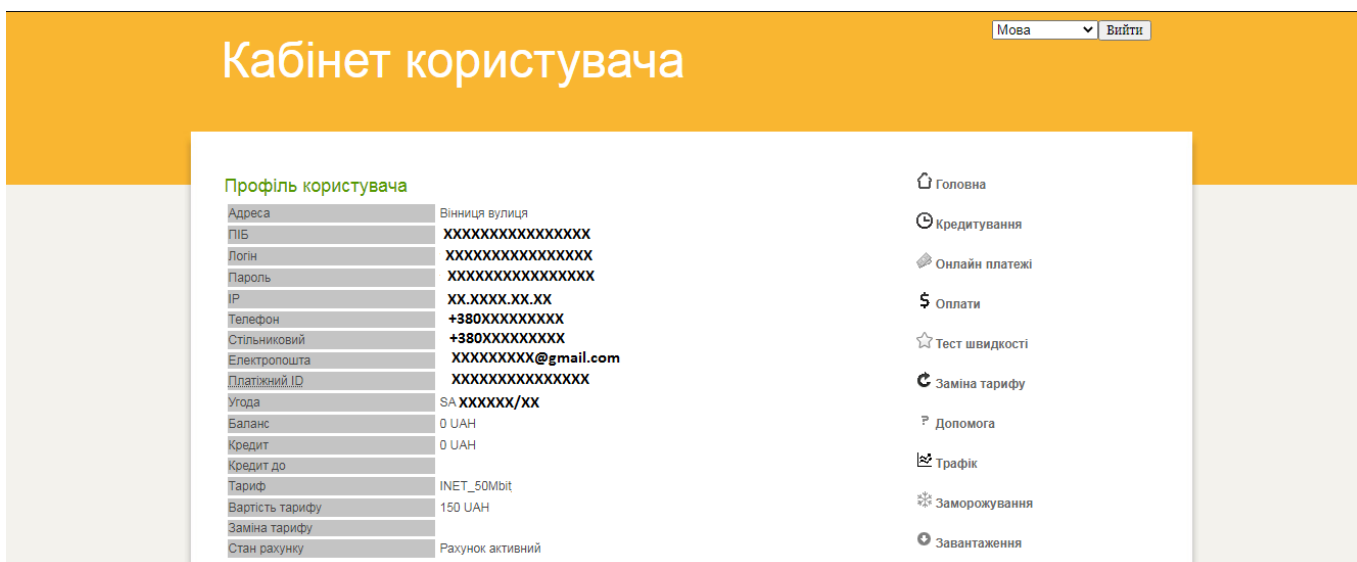 Мова Вийти
Кабінет користувача
Профіль користувача
Адреса Вінниця вулиця
ПІБ XXXXXXXXXXXXXXXX
Логін XXXXXXXXXXXXXXXX
Пароль XXXXXXXXXXXXXXXX
IP XX.XXXX.XX.XX
Телефон +380XXXXXXXXX
Стільниковий +380XXXXXXXXX
Електропошта XXXXXXXXX@gmail.com
Платіжний ID XXXXXXXXXXXXXXX
Угода SA XXXXXX/XX
Баланс 0 UAH
Кредит 0 UAH
Кредит до
Тариф INET_50Mbit
Вартість тарифу 150 UAH
Заміна тарифу
Стан рахунку Рахунок активний
Головна
Кредитування
Онлайн платежі
Оплати
Тест швидкості
Заміна тарифу
Допомога
Трафік
Заморожування
Завантаження